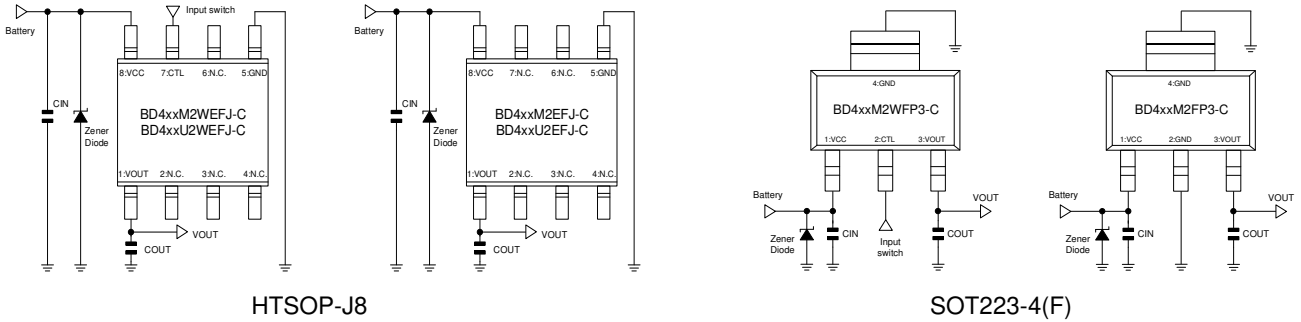 Input switch
Battery
8:VCC 7:CTL 6:N.C. 5:GND
CIN
BD4xxM2WEFJ-C
BD4xxU2WEFJ-C
Zener
Diode
1:VOUT 2:N.C. 3:N.C. 4:N.C.
VOUT
COUT
Battery
8:VCC 7:N.C. 6:N.C. 5:GND
CIN
BD4xxM2EFJ-C
BD4xxU2EFJ-C
Zener
Diode
1:VOUT 2:N.C. 3:N.C. 4:N.C.
VOUT
COUT
HTSOP-J8
4:GND
BD4xxM2WFP3-C
1:VCC 2:CTL 3:VOUT
Battery
VOUT
Zener
Diode
CIN
Input
switch
COUT
4:GND
BD4xxM2FP3-C
1:VCC 2:GND 3:VOUT
Battery
VOUT
Zener
Diode
CIN
COUT
SOT223-4(F)